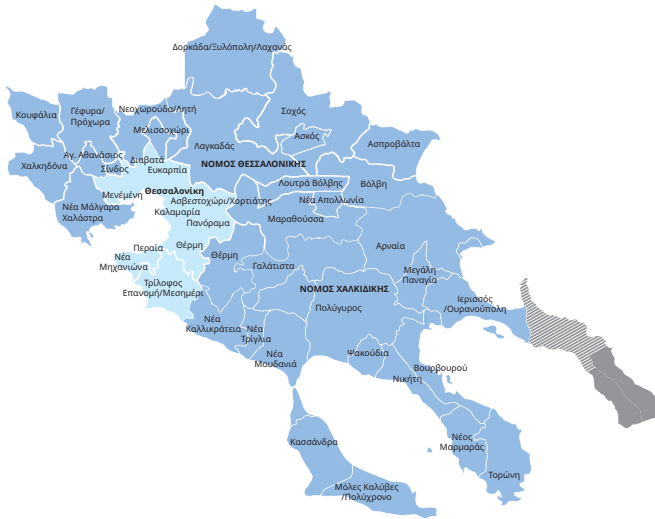 Δορκάδα/Ξυλόπολη/Λαχανάς
Κουφάλια
Γέφυρα/
Πρόχωρα
Νεοχωρούδα/Λητή
Σοχός
Μελισσοχώρι
Ασκός
Λαγκαδάς
Ασπροβάλτα
Χαλκηδόνα
Αγ. Αθανάσιος
Σίνδος
Διαβατά
Ευκαρπία
ΝΟΜΟΣ ΘΕΣΣΑΛΟΝΙΚΗΣ
Λουτρά Βόλβης
Βόλβη
Μενέμένη
Θεσσαλονίκη
Ασβεστοχώρι/Χορτιάτης
Νέα Απολλωνία
Νέα Μάλγαρα
Χαλάστρα
Καλαμαρία
Πανόραμα
Μαραθούσσα
Περαία
Θέρμη
Θέρμη
Αρναία
Νέα
Μηχανιώνα
Γαλάτιστα
Μεγάλη
Παναγία
Τρίλοφος
Επανομή/Μεσημέρι
ΝΟΜΟΣ ΧΑΛΚΙΔΙΚΗΣ
Πολύγυρος
Ιερισσός
/Ουρανούπολη
Νέα
Καλλικράτεια
Νέα
Τρίγλια
Νέα
Μουδανιά
Ψακούδια
Βουρβουρού
Νικήτη
Κασσάνδρα
Νέος
Μαρμαράς
Τορώνη
Μόλες Καλύβες
/Πολύχρονο